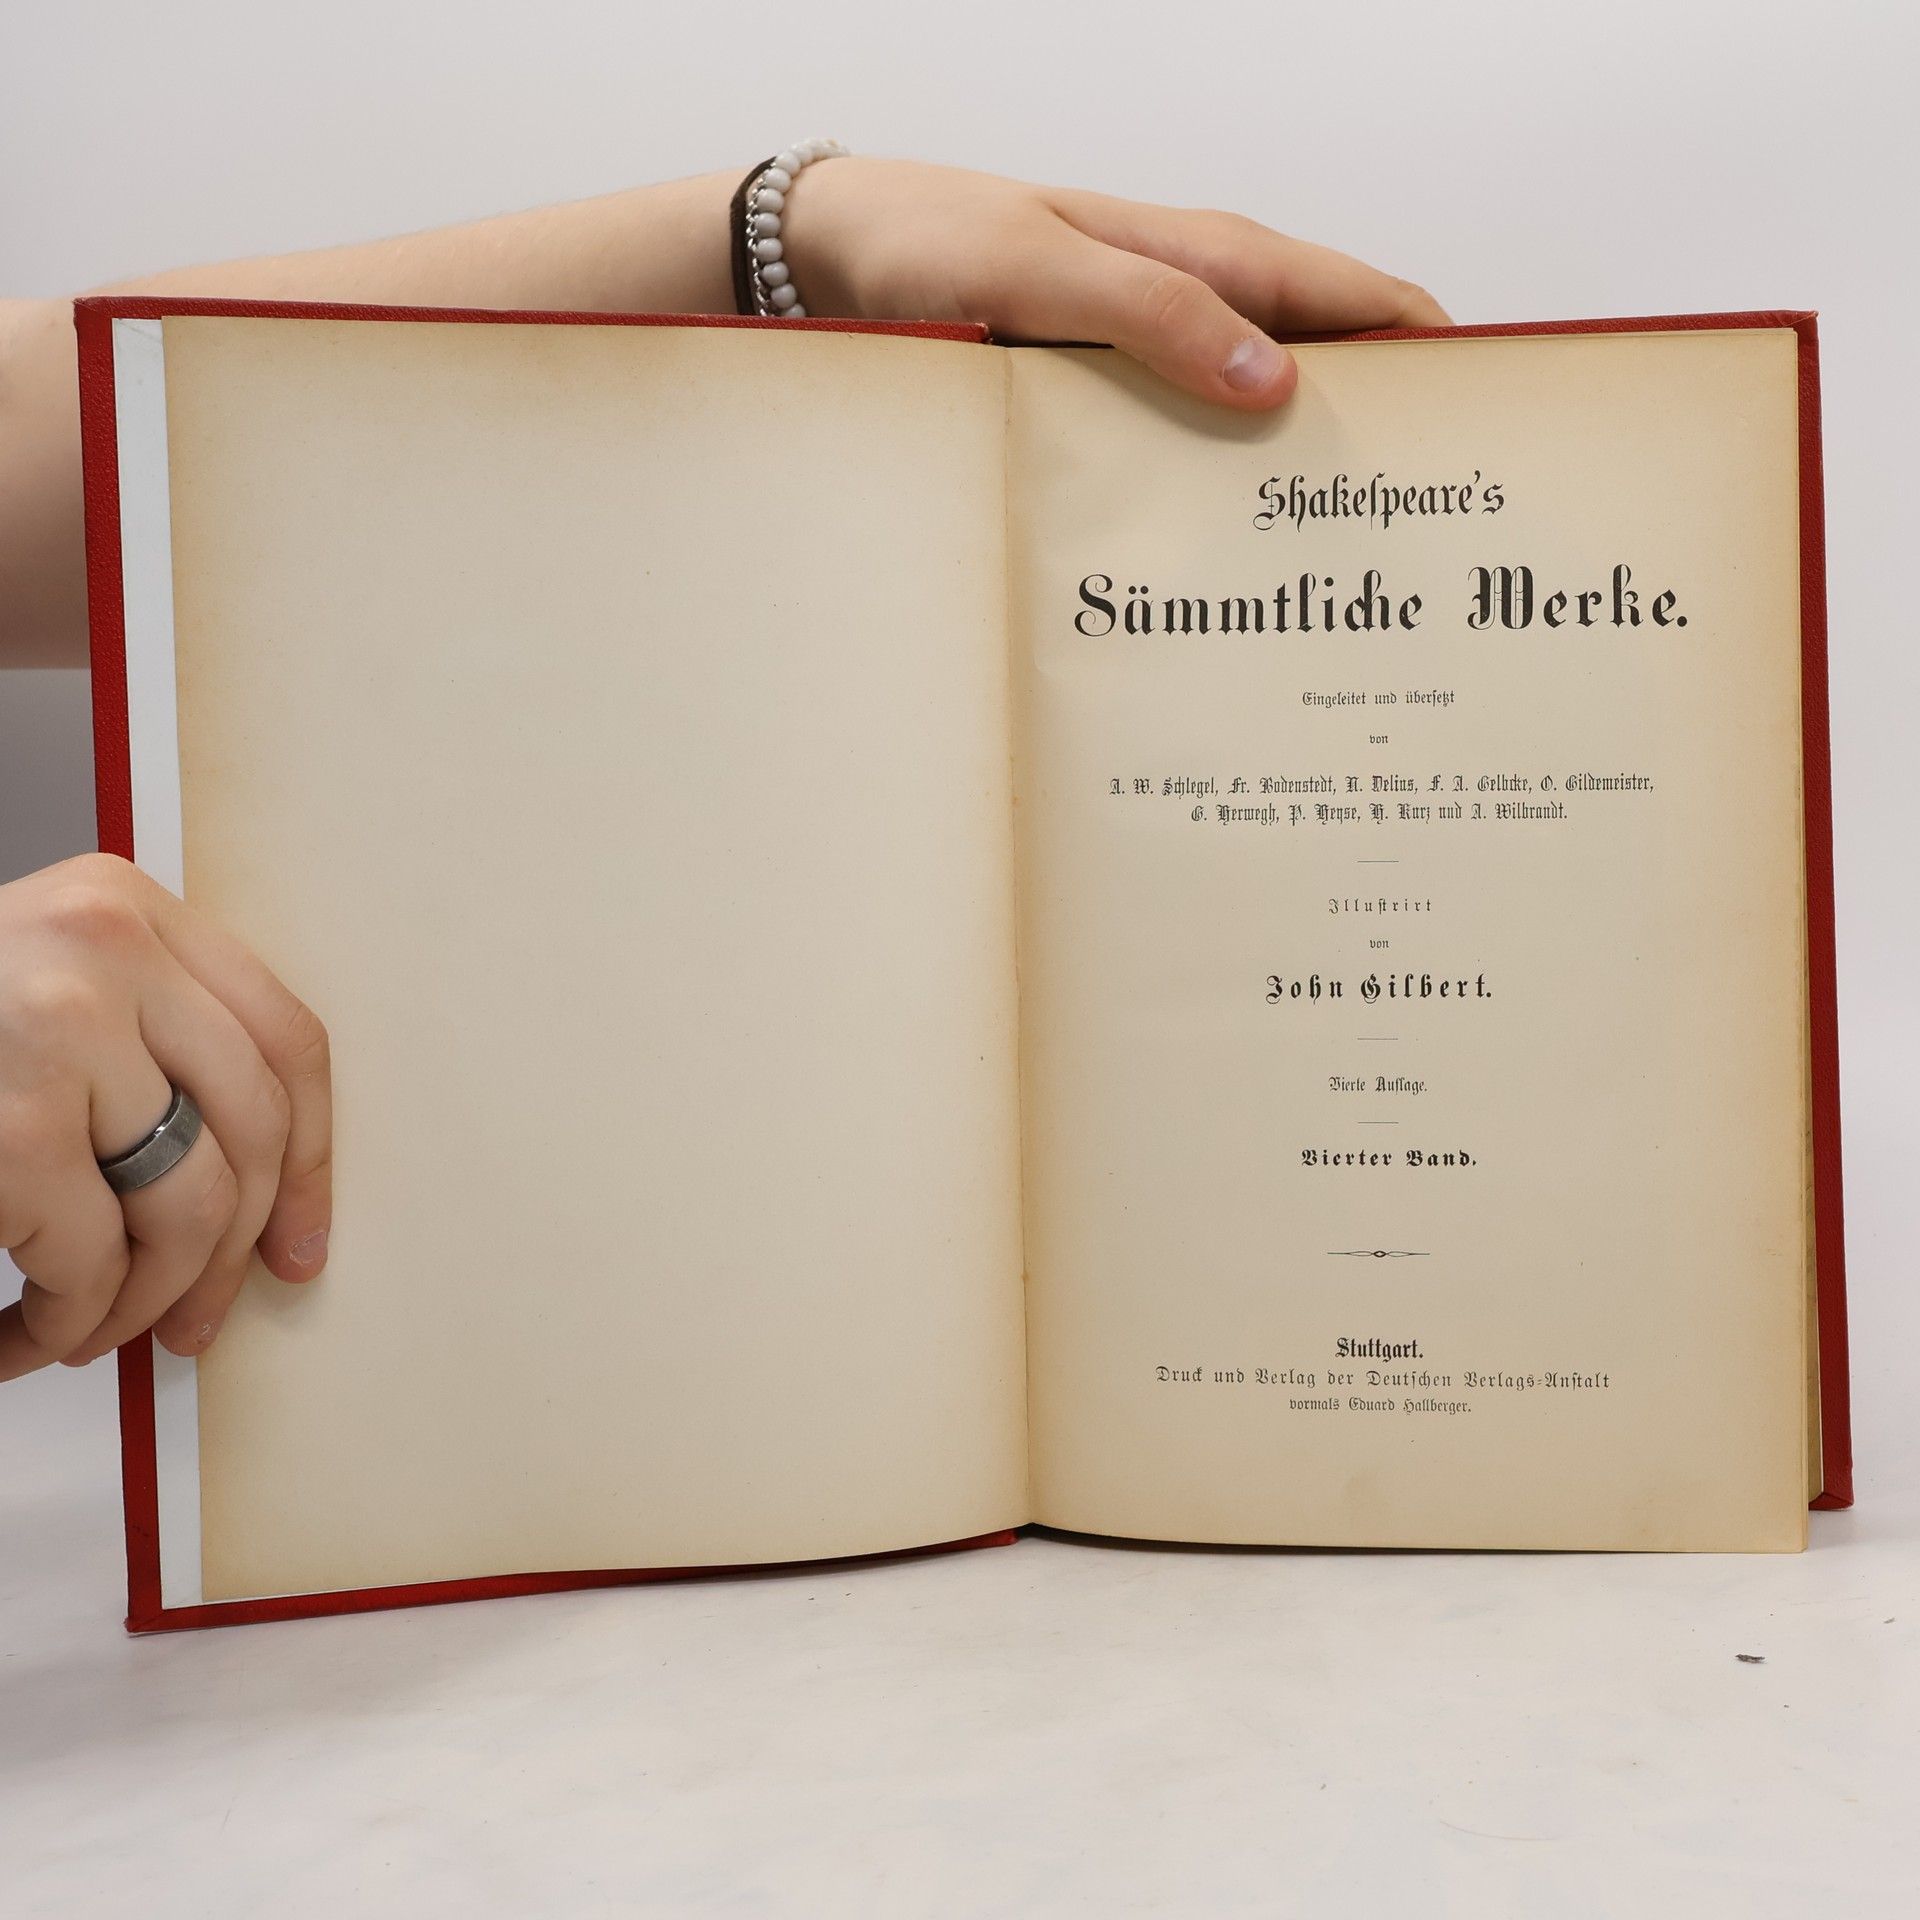 Shakeſpeare's
Sämmtliche Werke.
Eingeleitet und überſetzt
von
A. W. Schlegel, Fr. Bodenstedt, N. Delius, F. A. Gelbcke, O. Gildemeister,
G. Herwegh, P. Heyse, H. Kurz und A. Wilbrandt.
Illuſtrirt
von
John Gilbert.
Vierte Auflage.
Vierter Band.
Stuttgart.
Druck und Verlag der Deutſchen Verlags-Anſtalt
vormals Eduard Hallberger.